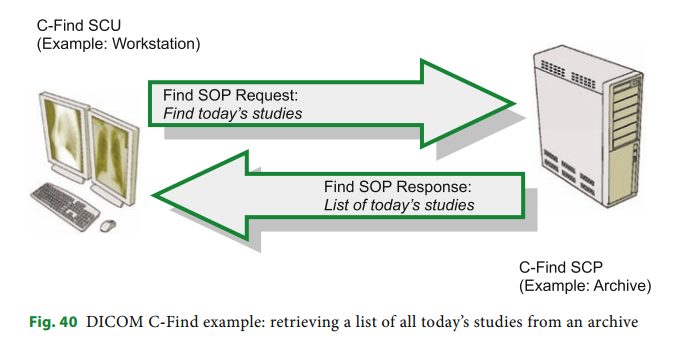 C-Find SCU
(Example: Workstation)
Find SOP Request:
Find today's studies
Find SOP Response:
List of today's studies
C-Find SCP
(Example: Archive)
Fig. 40 DICOM C-Find example: retrieving a list of all today's studies from an archive